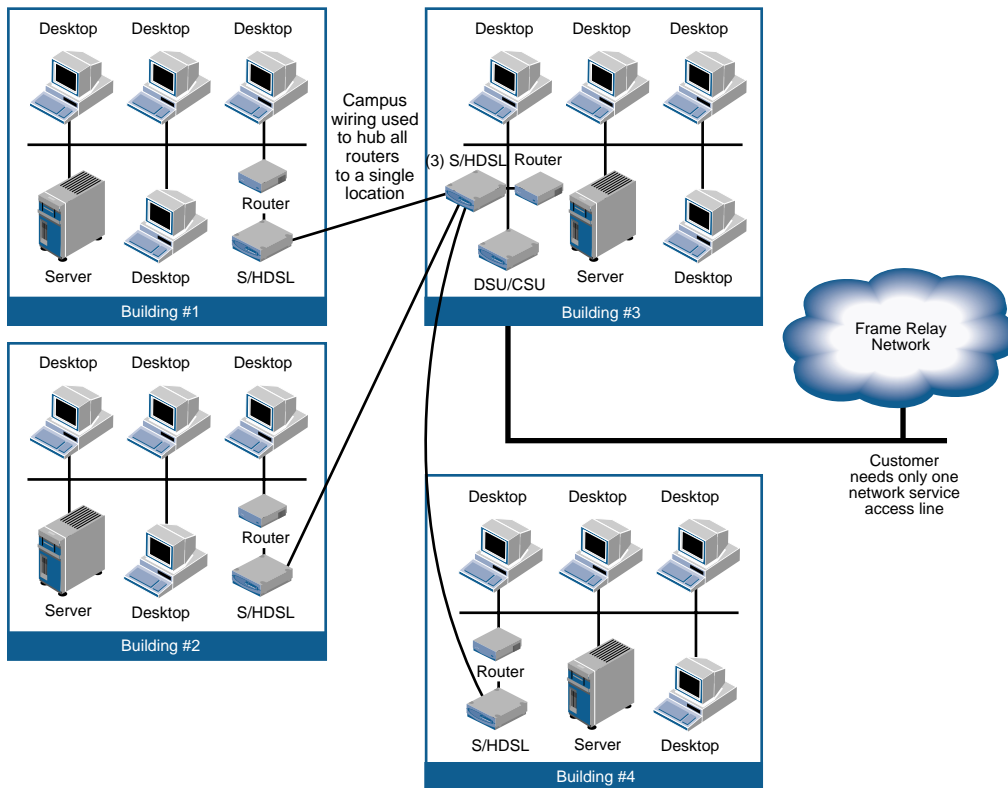 Desktop Desktop Desktop
Router
Server Desktop S/HDSL
Building #1
Campus
wiring used
to hub all
routers
to a single
location
Desktop Desktop Desktop
(3) S/HDSL Router
DSU/CSU Server Desktop
Building #3
Frame Relay
Network
Customer
needs only one
network service
access line
Desktop Desktop Desktop
Router
Server Desktop S/HDSL
Building #2
Desktop Desktop Desktop
Router
S/HDSL Server Desktop
Building #4